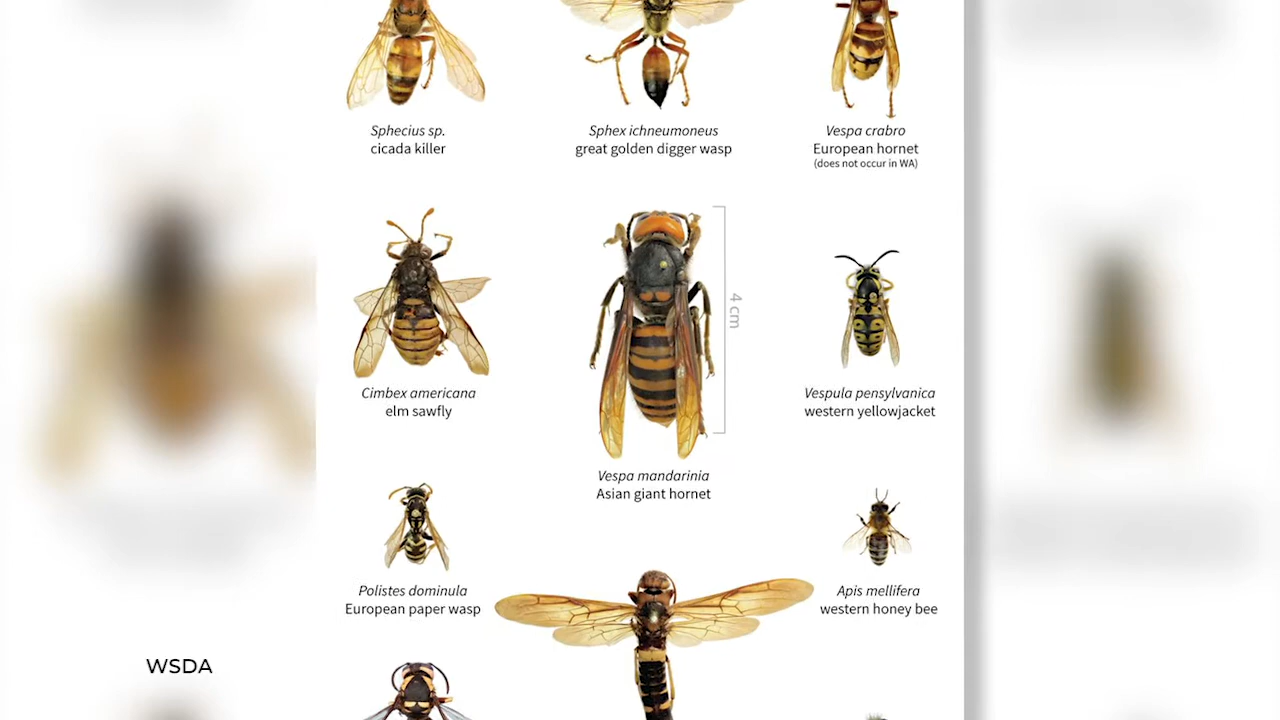 Sphecius sp.
cicada killer
Sphex ichneumoneus
great golden digger wasp
Vespa crabro
European hornet
(does not occur in WA)
4 cm
Cimbex americana
elm sawfly
Vespula pensylvanica
western yellowjacket
Vespa mandarinia
Asian giant hornet
Polistes dominula
European paper wasp
Apis mellifera
western honey bee
WSDA